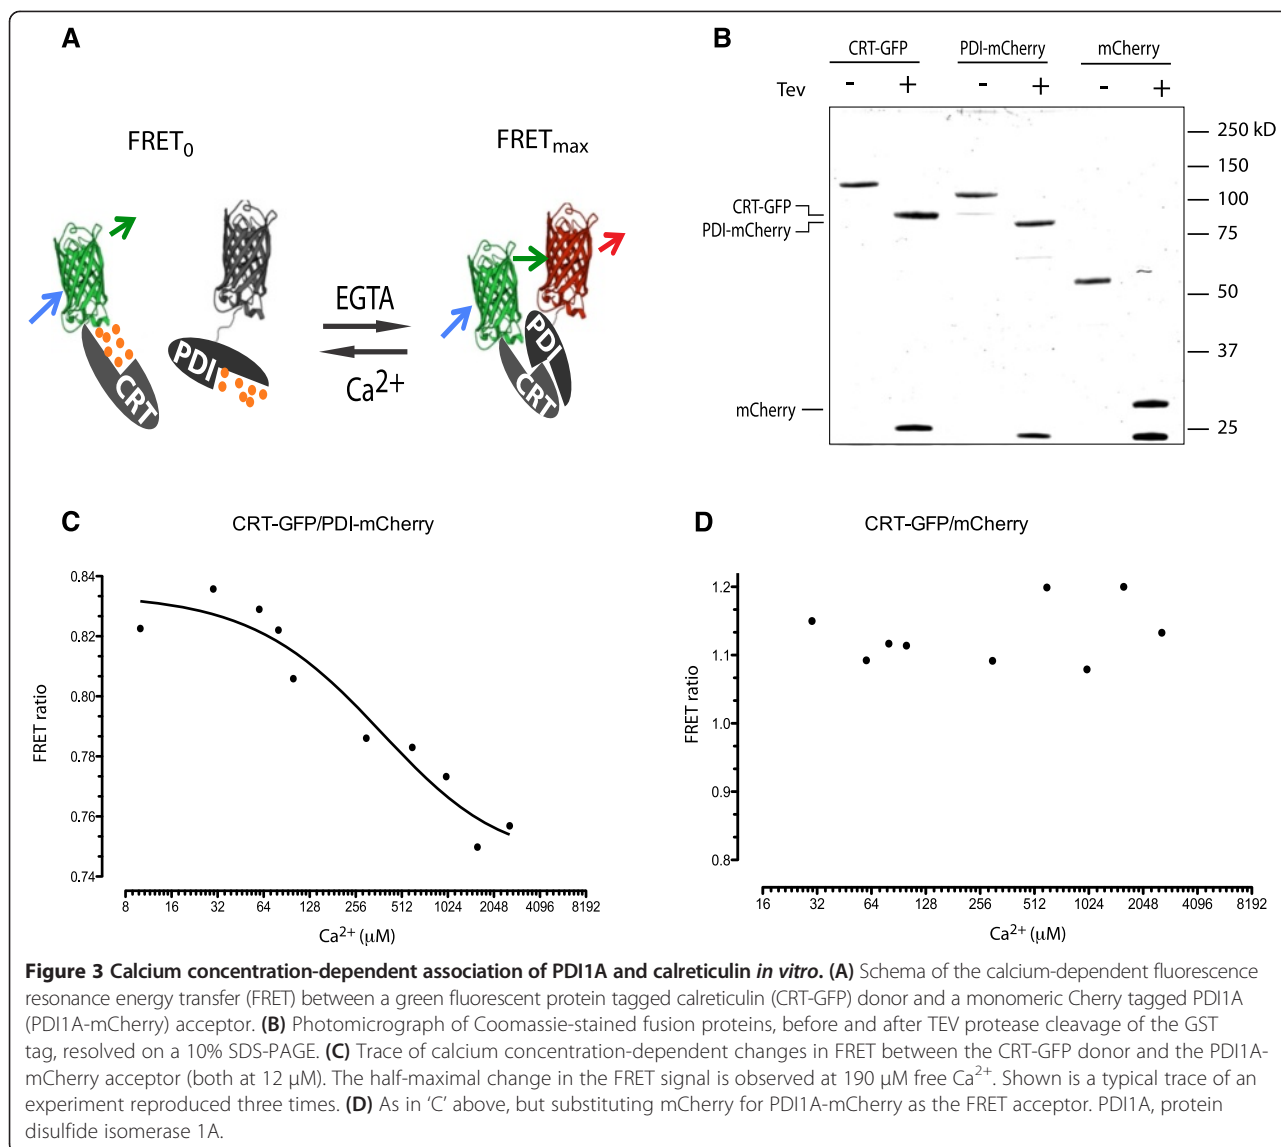 A
FRET0
FRETmax
EGTA
Ca2+
CRT
PDI
PDI
CRT
B
CRT-GFP
PDI-mCherry
mCherry
Tev
-
+
-
+
-
+
250 kD
150
100
75
50
37
25
CRT-GFP
PDI-mCherry
mCherry
C
CRT-GFP/PDI-mCherry
FRET ratio
0.84
0.82
0.80
0.78
0.76
0.74
8 16 32 64 128 256 512 1024 2048 4096 8192
Ca2+ (µM)
D
CRT-GFP/mCherry
FRET ratio
1.2
1.1
1.0
0.9
0.8
16 32 64 128 256 512 1024 2048 4096 8192
Ca2+ (µM)
Figure 3 Calcium concentration-dependent association of PDI1A and calreticulin in vitro. (A) Schema of the calcium-dependent fluorescence
resonance energy transfer (FRET) between a green fluorescent protein tagged calreticulin (CRT-GFP) donor and a monomeric Cherry tagged PDI1A
(PDI1A-mCherry) acceptor. (B) Photomicrograph of Coomassie-stained fusion proteins, before and after TEV protease cleavage of the GST
tag, resolved on a 10% SDS-PAGE. (C) Trace of calcium concentration-dependent changes in FRET between the CRT-GFP donor and the PDI1A-
mCherry acceptor (both at 12 µM). The half-maximal change in the FRET signal is observed at 190 µM free Ca2+. Shown is a typical trace of an
experiment reproduced three times. (D) As in ‘C’ above, but substituting mCherry for PDI1A-mCherry as the FRET acceptor. PDI1A, protein
disulfide isomerase 1A.